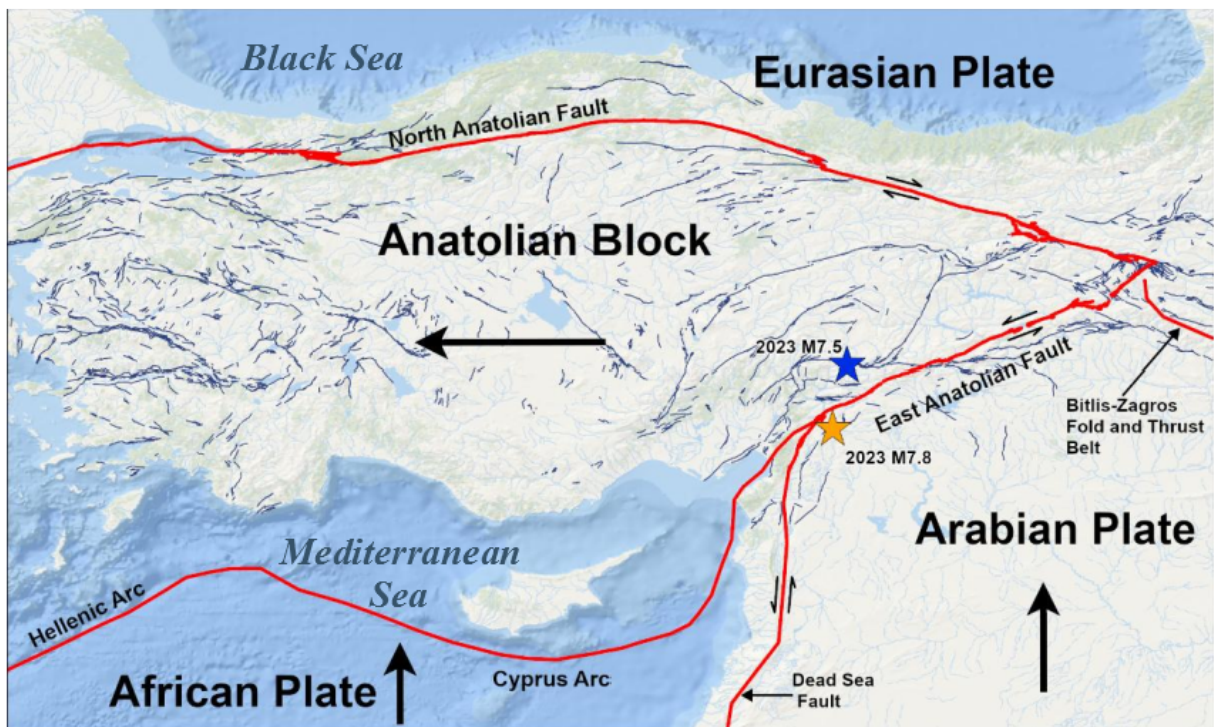 Black Sea
Eurasian Plate
North Anatolian Fault
Anatolian Block
2023 M7.5
East Anatolian Fault
Bitlis-Zagros
Fold and Thrust
Belt
2023 M7.8
Arabian Plate
Mediterranean
Sea
Hellenic Arc
African Plate
Cyprus Arc
Dead Sea
Fault